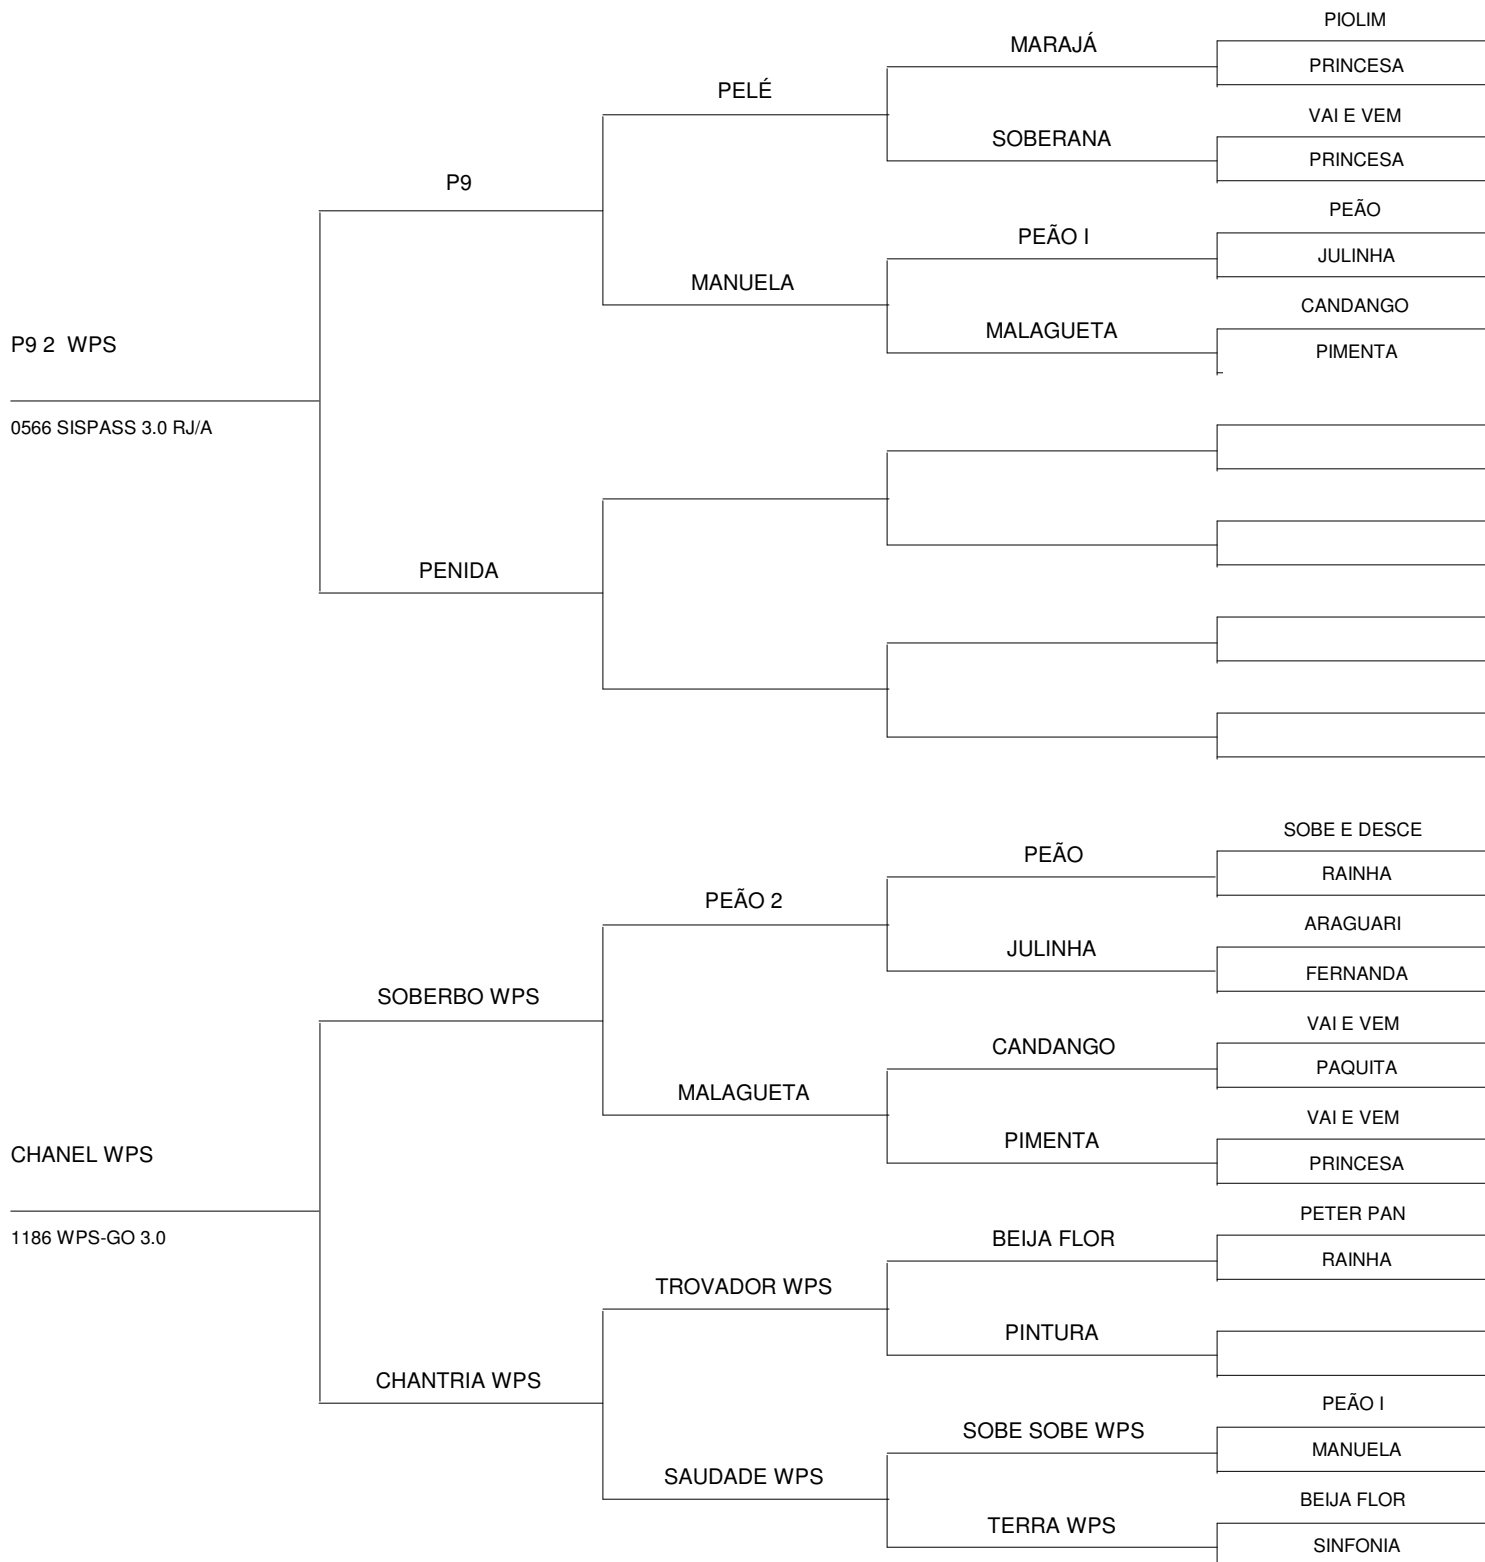 PIOLIM
MARAJÁ
PRINCESA
PELÉ
VAI E VEM
SOBERANA
PRINCESA
P9
PEÃO
PEÃO I
JULINHA
MANUELA
CANDANGO
MALAGUETA
PIMENTA
P9 2  WPS
0566 SISPASS 3.0 RJ/A
PENIDA
SOBE E DESCE
PEÃO
RAINHA
PEÃO 2
ARAGUARI
JULINHA
FERNANDA
SOBERBO WPS
VAI E VEM
CANDANGO
PAQUITA
MALAGUETA
VAI E VEM
PIMENTA
PRINCESA
CHANEL WPS
1186 WPS-GO 3.0
PETER PAN
BEIJA FLOR
RAINHA
TROVADOR WPS
PINTURA
CHANTRIA WPS
PEÃO I
SOBE SOBE WPS
MANUELA
SAUDADE WPS
BEIJA FLOR
TERRA WPS
SINFONIA